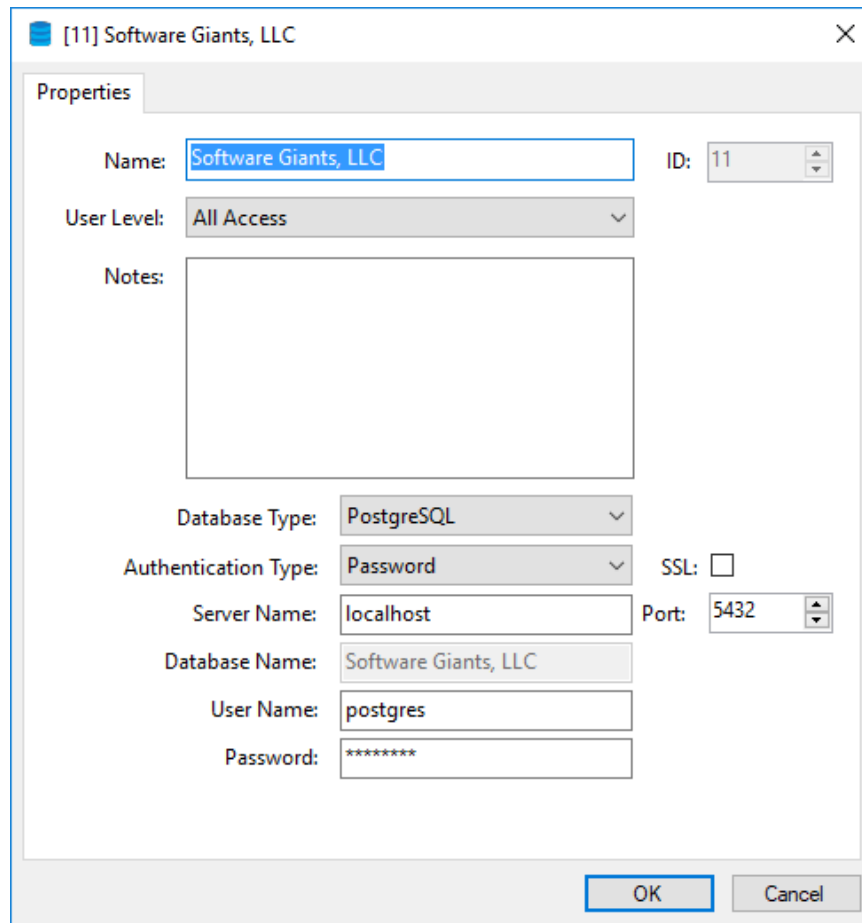 [11] Software Giants, LLC
Properties
Name: Software Giants, LLC ID: 11
User Level: All Access
Notes:
Database Type: PostgreSQL
Authentication Type: Password SSL:
Server Name: localhost Port: 5432
Database Name: Software Giants, LLC
User Name: postgres
Password: ********
OK Cancel